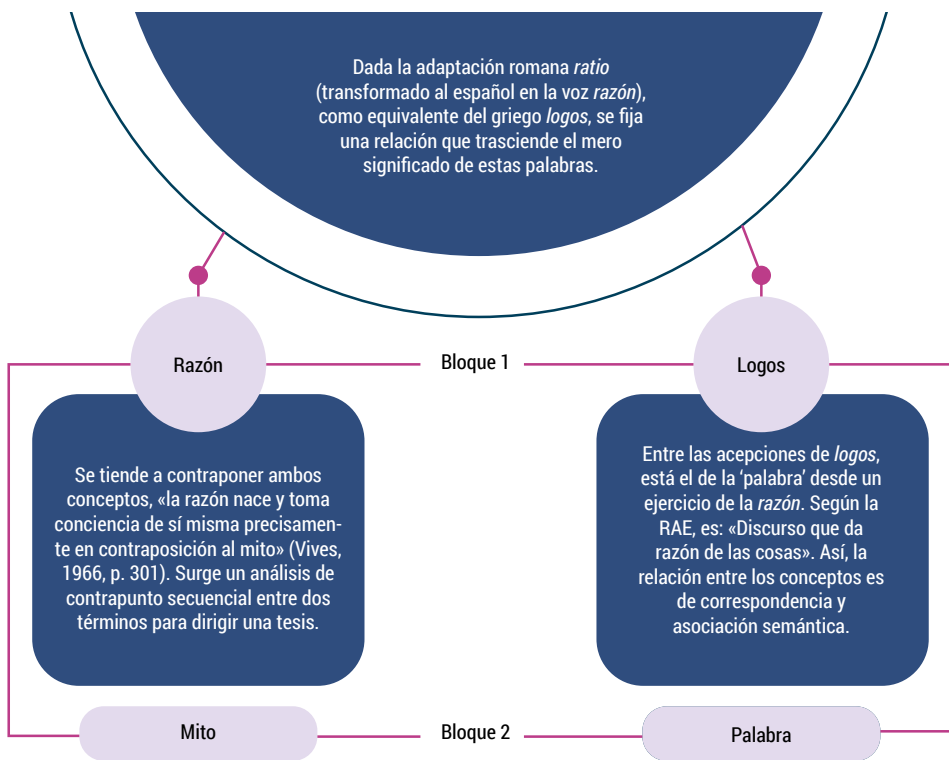 Dada la adaptación romana ratio
(transformado al español en la voz razón),
como equivalente del griego logos, se fija
una relación que trasciende el mero
significado de estas palabras.
Razón
Bloque 1
Logos
Se tiende a contraponer ambos
conceptos, «la razón nace y toma
conciencia de sí misma precisamen-
te en contraposición al mito» (Vives,
1966, p. 301). Surge un análisis de
contrapunto secuencial entre dos
términos para dirigir una tesis.
Entre las acepciones de logos,
está el de la ‘palabra’ desde un
ejercicio de la razón. Según la
RAE, es: «Discurso que da
razón de las cosas». Así, la
relación entre los conceptos es
de correspondencia y
asociación semántica.
Mito
Bloque 2
Palabra